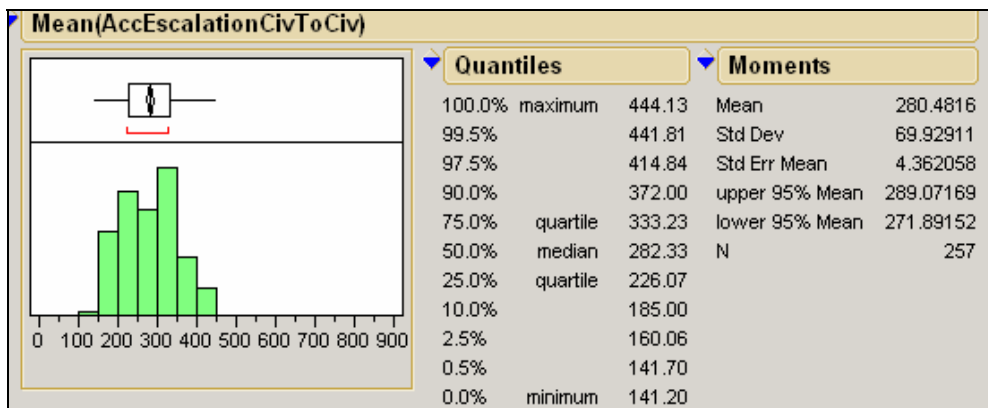 Mean(AccEscalationCivToCiv)
0 100 200 300 400 500 600 700 800 900
Quantiles
100.0% maximum 444.13
99.5% 441.81
97.5% 414.84
90.0% 372.00
75.0% quartile 333.23
50.0% median 282.33
25.0% quartile 226.07
10.0% 185.00
2.5% 160.06
0.5% 141.70
0.0% minimum 141.20
Moments
Mean 280.4816
Std Dev 69.92911
Std Err Mean 4.362058
upper 95% Mean 289.07169
lower 95% Mean 271.89152
N 257